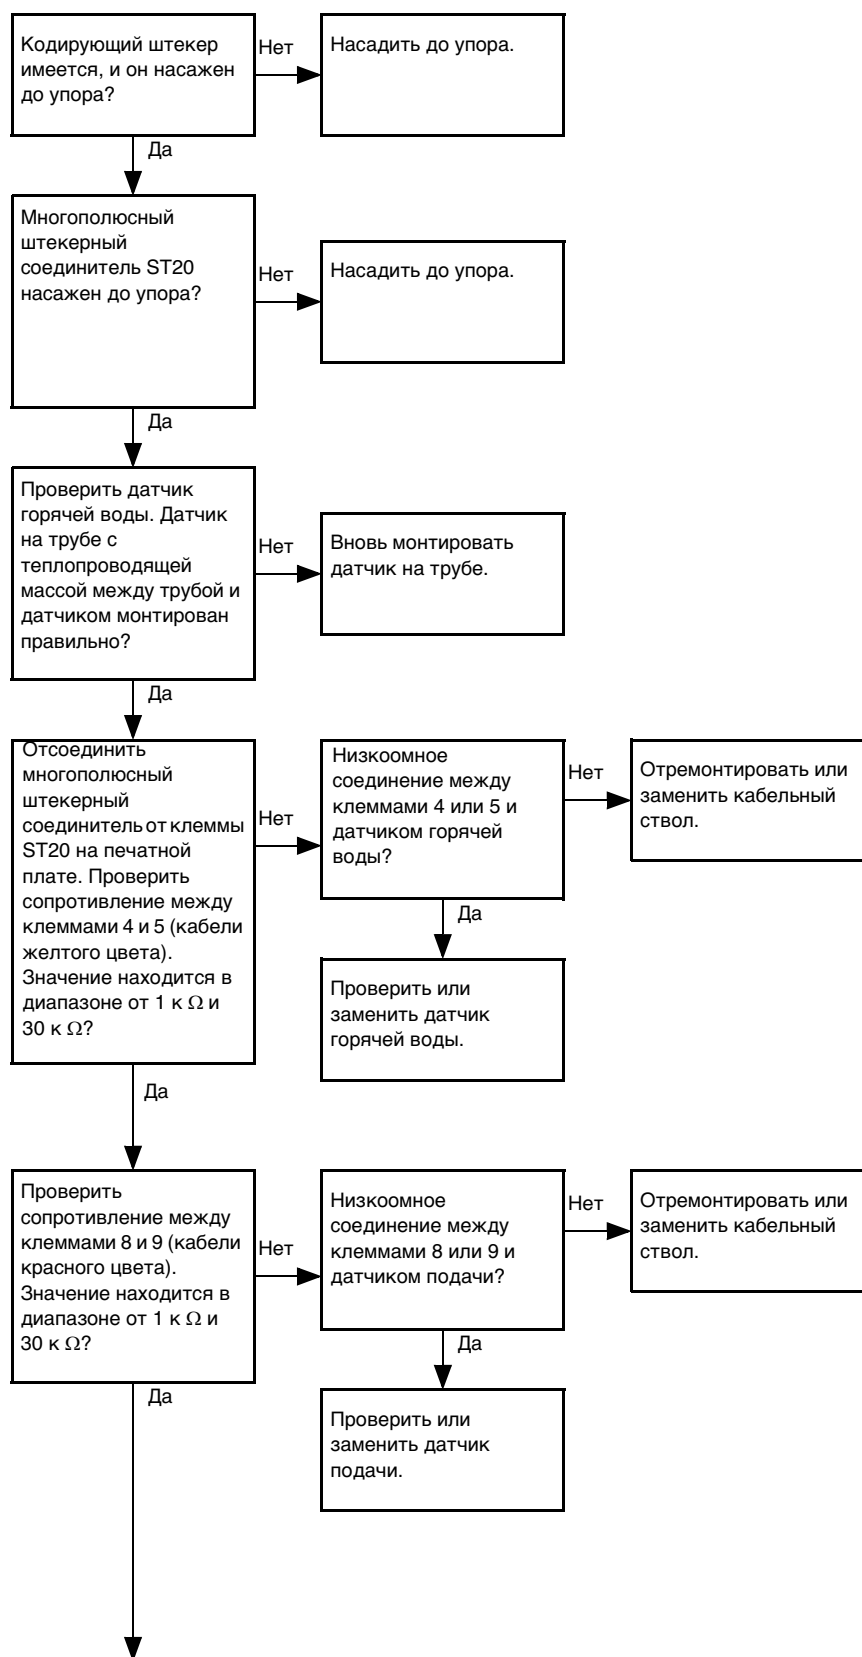 Кодирующий штекер
имеется, и он насажен
до упора?
Нет
Насадить до упора.
Да
Многополюсный
штекерный
соединитель ST20
насажен до упора?
Нет
Насадить до упора.
Да
Проверить датчик
горячей воды. Датчик
на трубе с
теплопроводящей
массой между трубой и
датчиком монтирован
правильно?
Нет
Вновь монтировать
датчик на трубе.
Да
Отсоединить
многополюсный
штекерный
соединитель от клеммы
ST20 на печатной
плате. Проверить
сопротивление между
клеммами 4 и 5 (кабели
желтого цвета).
Значение находится в
диапазоне от 1 к Ω и
30 к Ω?
Нет
Низкоомное
соединение между
клеммами 4 или 5 и
датчиком горячей
воды?
Нет
Отремонтировать или
заменить кабельный
ствол.
Да
Проверить или
заменить датчик
горячей воды.
Да
Проверить
сопротивление между
клеммами 8 и 9 (кабели
красного цвета).
Значение находится в
диапазоне от 1 к Ω и
30 к Ω?
Нет
Низкоомное
соединение между
клеммами 8 или 9 и
датчиком подачи?
Нет
Отремонтировать или
заменить кабельный
ствол.
Да
Проверить или
заменить датчик
подачи.
Да